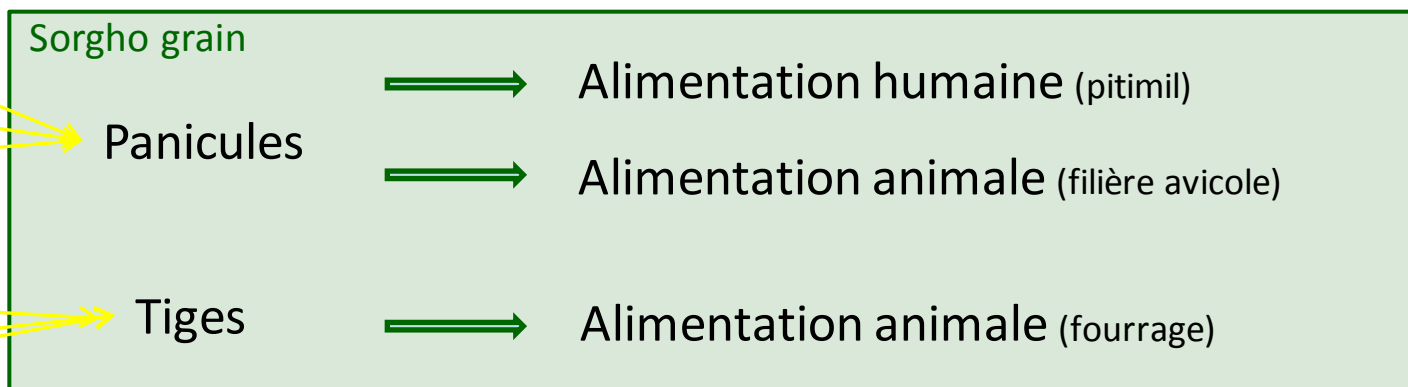 Sorgho grain
Alimentation humaine (pitimil)
Panicules
Alimentation animale (filière avicole)
Tiges
Alimentation animale (fourrage)